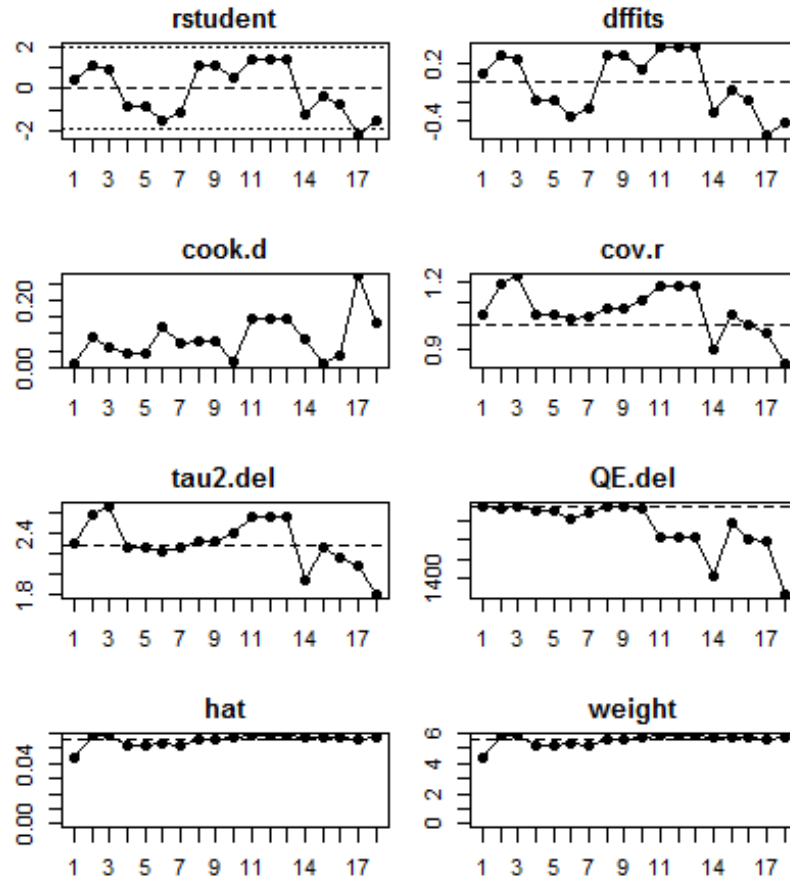 rstudent
2
0
-2
1 3 5 7 9 11 14 17
dffits
0.2
-0.4
1 3 5 7 9 11 14 17
cook.d
0.20
0.00
1 3 5 7 9 11 14 17
cov.r
1.2
0.9
1 3 5 7 9 11 14 17
tau2.del
2.4
1.8
1 3 5 7 9 11 14 17
QE.del
1400
1 3 5 7 9 11 14 17
hat
0.04
0.00
1 3 5 7 9 11 14 17
weight
6
4
2
0
1 3 5 7 9 11 14 17